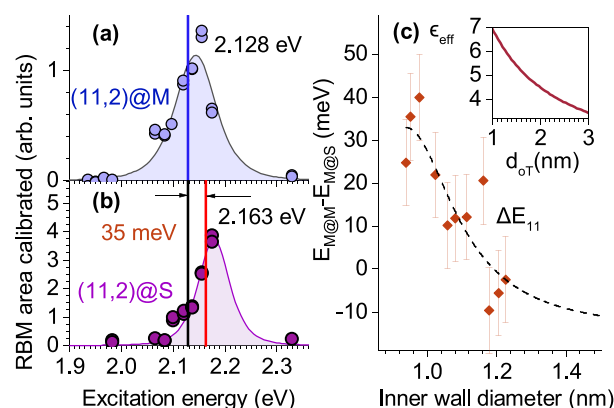 (a)
2.128 eV
(11,2)@M
1
0
RBM area calibrated (arb. units)
(b)
2.163 eV
35 meV
(11,2)@S
5
4
3
2
1
0
1.9 2.0 2.1 2.2 2.3
Excitation energy (eV)
(c)
ϵeff
7
6
5
4
1 2 3
doT(nm)
EM@M-EM@S (meV)
50
40
30
20
10
0
-10
ΔE11
1.0 1.2 1.4
Inner wall diameter (nm)